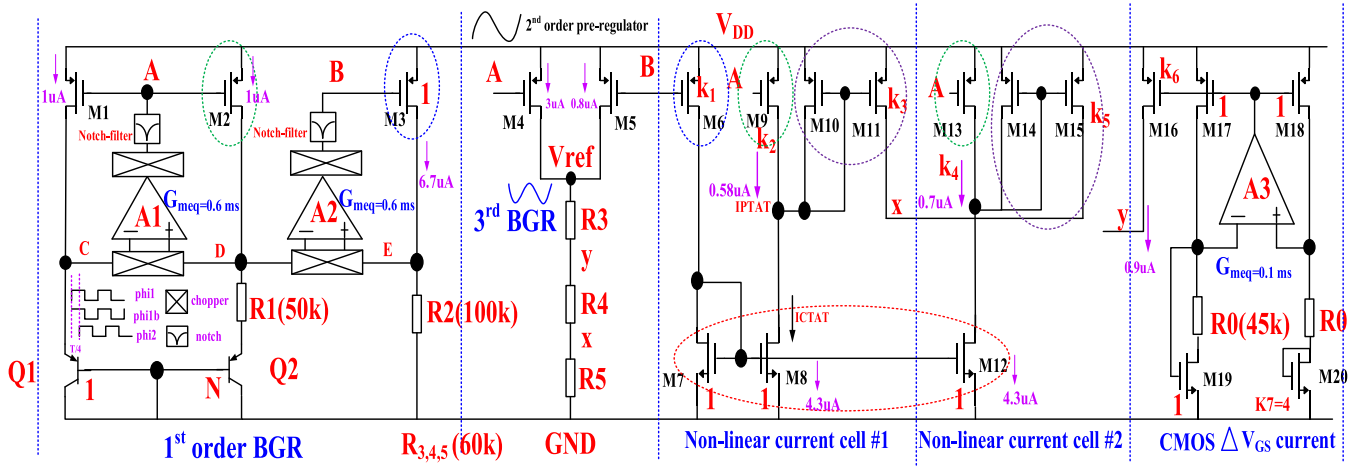 2nd order pre-regulator
VDD
A
B
A
B
A
A
1uA
M1
M2
1uA
Notch-filter
Notch-filter
M3
1
6.7uA
M4
3uA
0.8uA
M5
k1
M6
M9
k2
M10
M11
k3
M13
k4
M14
M15
k5
k6
M16
1
M17
1
M18
A1
Gmeq=0.6 ms
A2
Gmeq=0.6 ms
Vref
3rd BGR
R3
y
R4
x
R5
0.58uA
IPTAT
x
0.7uA
y
0.9uA
A3
Gmeq=0.1 ms
C
D
E
phi1
phi1b
phi2
T/4
chopper
notch
R1(50k)
R2(100k)
ICTAT
R0(45k)
R0
Q1
1
N
Q2
M7
1
M8
1
4.3uA
M12
1
4.3uA
M19
1
M20
K7=4
1st order BGR
R3,4,5(60k)
GND
Non-linear current cell #1
Non-linear current cell #2
CMOS △ VGS current